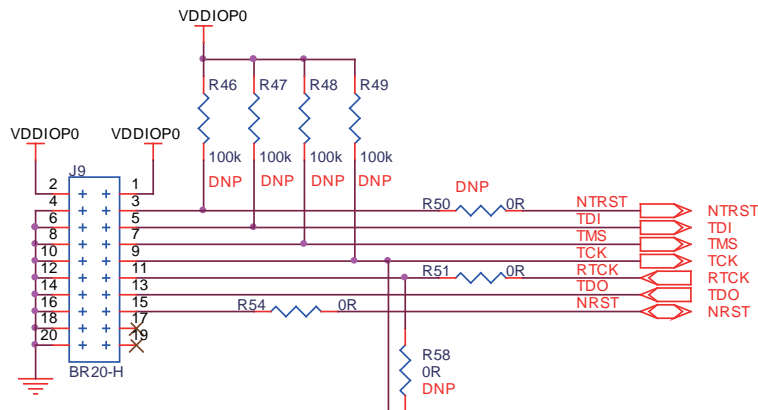 VDDIOP0
R46 R47 R48 R49
VDDIOP0 VDDIOP0
100k 100k 100k 100k
J9
DNP DNP DNP DNP
2 1
DNP
4 3 R50 0R NTRST NTRST
6 5 TDI TDI
8 7 TMS TMS
10 9 TCK TCK
12 11 R51 0R RTCK RTCK
14 13 TDO TDO
16 15 R54 0R NRST NRST
18 17
20 19
R58
BR20-H
0R
DNP